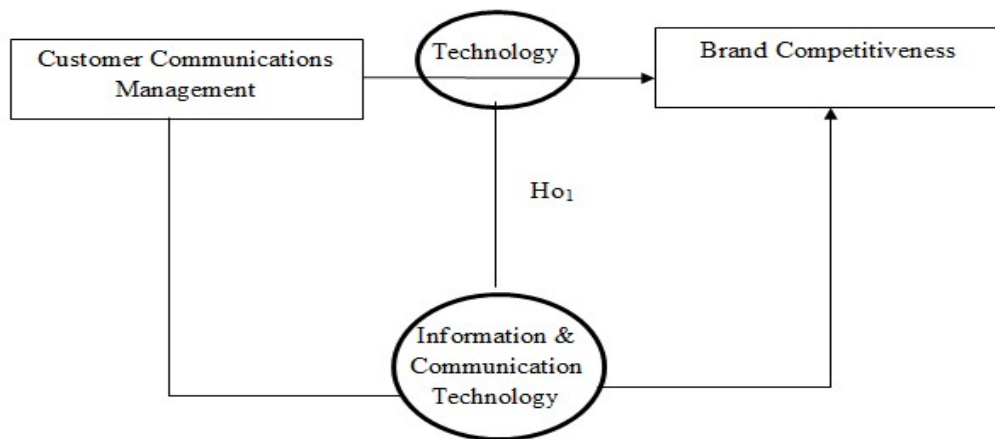 Customer Communications
Management
Technology
Brand Competitiveness
Ho₁
Information &
Communication
Technology